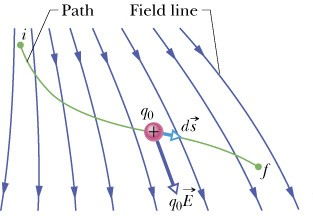 Path
Field line
i
q₀
+
ds⃗
f
q₀E⃗